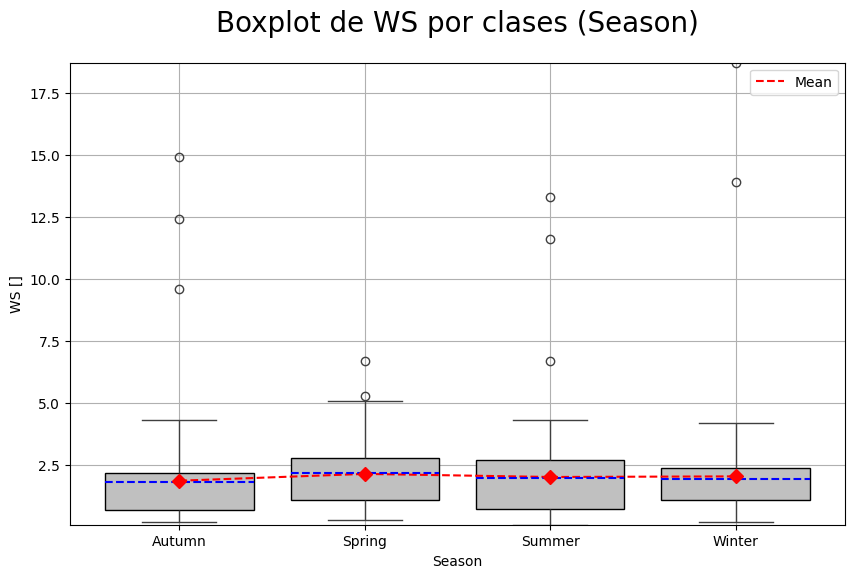 Boxplot de WS por clases (Season)
Mean
17.5
15.0
12.5
10.0
7.5
5.0
2.5
WS []
Autumn Spring Summer Winter
Season